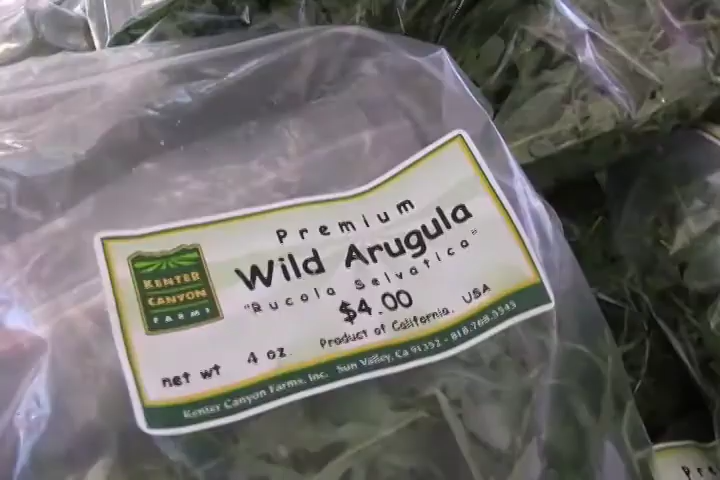 KENTER
CANYON
FARMS
Premium
Wild Arugula
"Rucola Selvatica"
$4.00
net wt 4 oz. Product of California, USA
Kenter Canyon Farms, Inc. Sun Valley, Ca 91352 - 818.768.
Pre